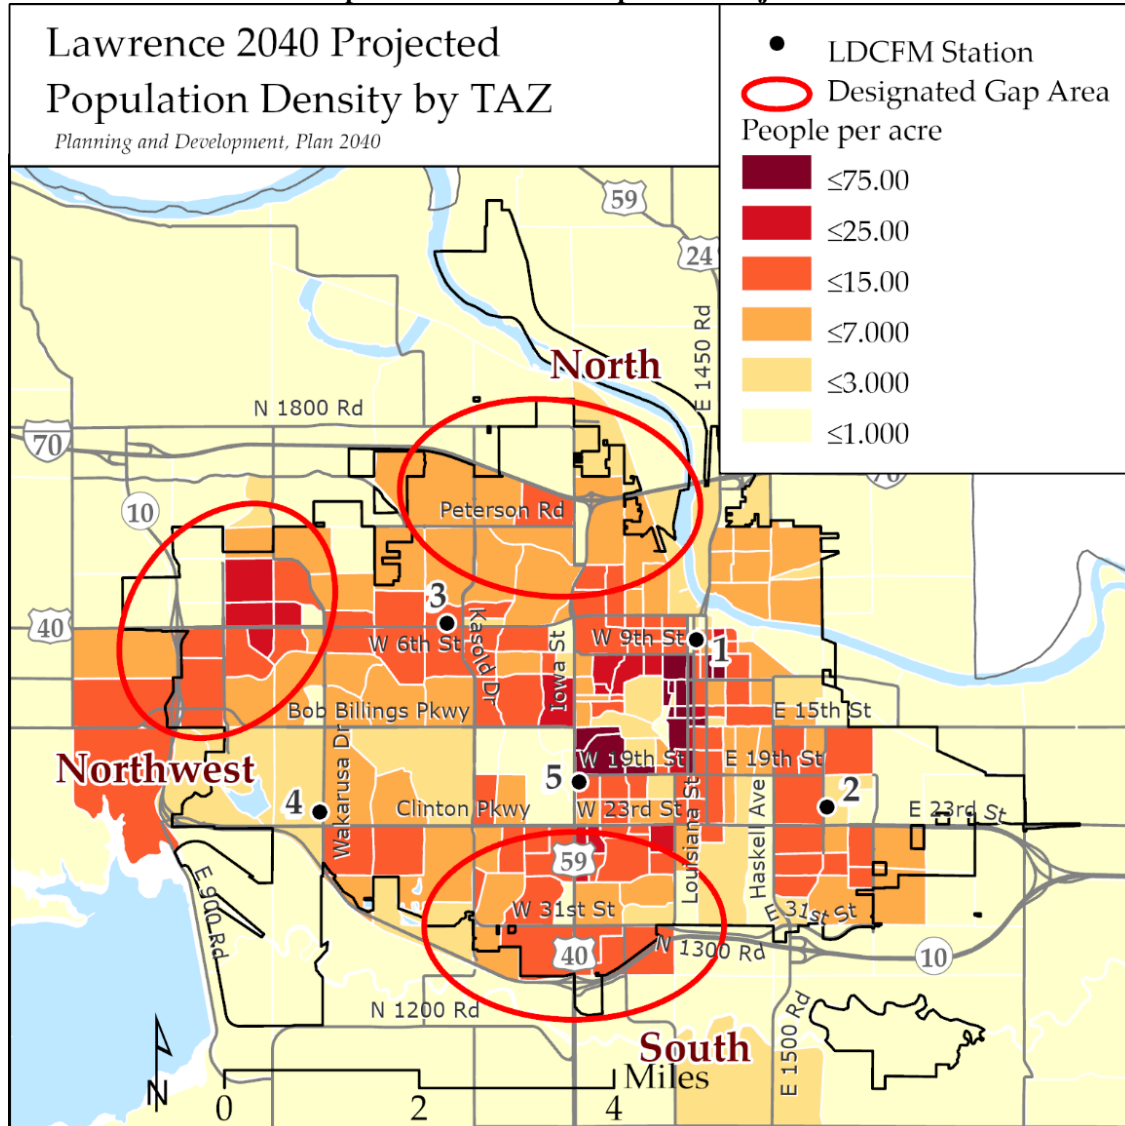 Lawrence 2040 Projected
Population Density by TAZ
Planning and Development, Plan 2040
LDCFM Station
Designated Gap Area
People per acre
≤75.00
≤25.00
≤15.00
≤7.000
≤3.000
≤1.000
59
24
E 1450 Rd
North
N 1800 Rd
70
10
Peterson Rd
40
3
W 6th St
Kasold Dr
Iowa St
W 9th St
1
Bob Billings Pkwy
E 15th St
Northwest
Wakarusa Dr
W 19th St
E 19th St
5
4
Clinton Pkwy
W 23rd St
Louisiana St
Haskell Ave
2
E 23rd St
59
E 900 Rd
W 31st St
E 31st St
40
N 1300 Rd
10
N 1200 Rd
South
E 1500 Rd
N
Miles
0
2
4